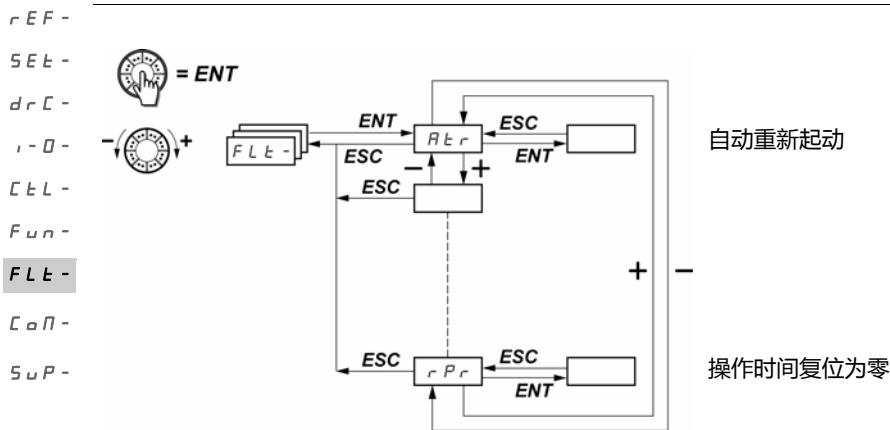 rEF-
SEt-
drC-
I-O-
CtL-
Fun-
FLt-
CoM-
SuP-
= ENT
- +
FLt-
ENT
ESC
Atr
ESC
ENT
自动重新起动
- +
ESC
+ -
ESC
rPr
ESC
ENT
操作时间复位为零